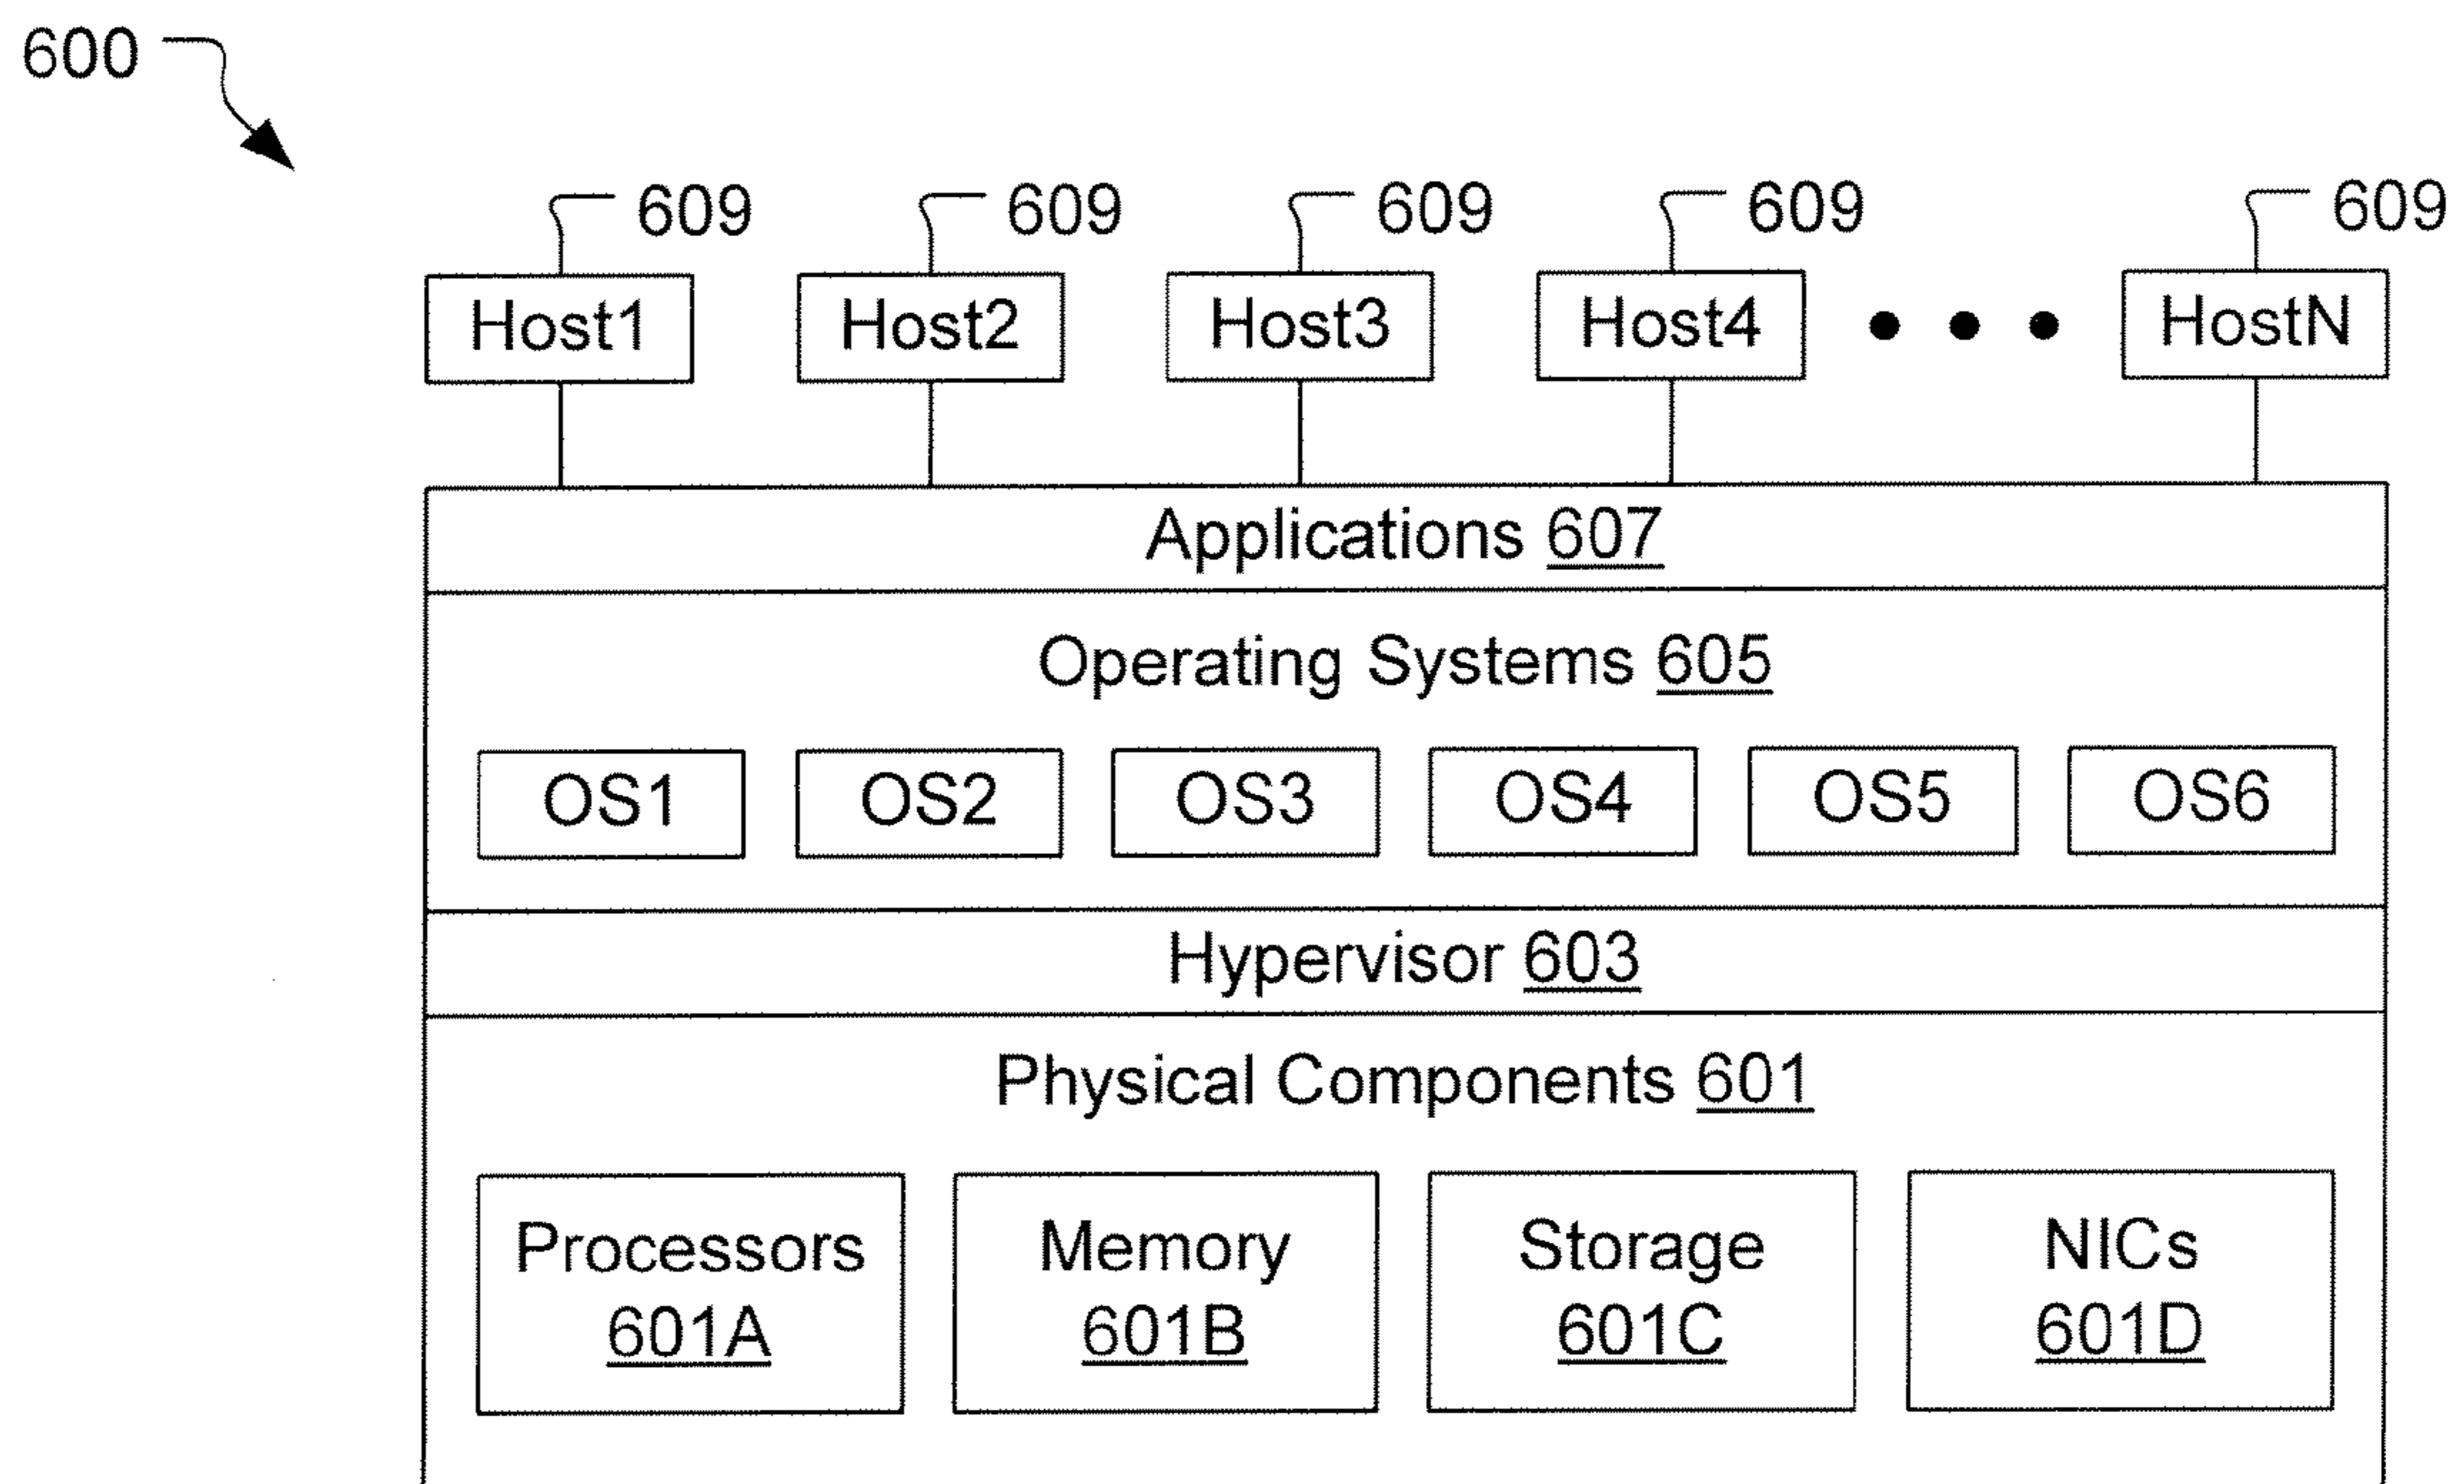 600
609 609 609 609 609
Host1 Host2 Host3 Host4 HostN
Applications 607
Operating Systems 605
OS1 OS2 OS3 OS4 OS5 OS6
Hypervisor 603
Physical Components 601
Processors Memory Storage NICs
601A 601B 601C 601D